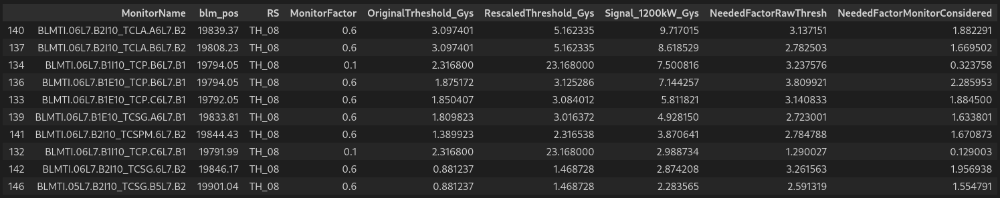 MonitorName blm_pos RS MonitorFactor OriginalTrheshold_Gys RescaledThreshold_Gys Signal_1200kW_Gys NeededFactorRawThresh NeededFactorMonitorConsidered
140 BLMTI.06L7.B2I10_TCLA.A6L7.B2 19839.37 TH_08 0.6 3.097401 5.162335 9.717015 3.137151 1.882291
137 BLMTI.06L7.B2I10_TCLA.B6L7.B2 19808.23 TH_08 0.6 3.097401 5.162335 8.618529 2.782503 1.669502
134 BLMTI.06L7.B1I10_TCP.B6L7.B1 19794.05 TH_08 0.1 2.316800 23.168000 7.500816 3.237576 0.323758
136 BLMTI.06L7.B1E10_TCP.B6L7.B1 19794.05 TH_08 0.6 1.875172 3.125286 7.144257 3.809921 2.285953
133 BLMTI.06L7.B1E10_TCP.C6L7.B1 19792.05 TH_08 0.6 1.850407 3.084012 5.811821 3.140833 1.884500
139 BLMTI.06L7.B1E10_TCSG.A6L7.B1 19833.81 TH_08 0.6 1.809823 3.016372 4.928150 2.723001 1.633801
141 BLMTI.06L7.B2I10_TCSPM.6L7.B2 19844.43 TH_08 0.6 1.389923 2.316538 3.870641 2.784788 1.670873
132 BLMTI.06L7.B1I10_TCP.C6L7.B1 19791.99 TH_08 0.1 2.316800 23.168000 2.988734 1.290027 0.129003
142 BLMTI.06L7.B2I10_TCSG.6L7.B2 19846.17 TH_08 0.6 0.881237 1.468728 2.874208 3.261563 1.956938
146 BLMTI.05L7.B2I10_TCSG.B5L7.B2 19901.04 TH_08 0.6 0.881237 1.468728 2.283565 2.591319 1.554791